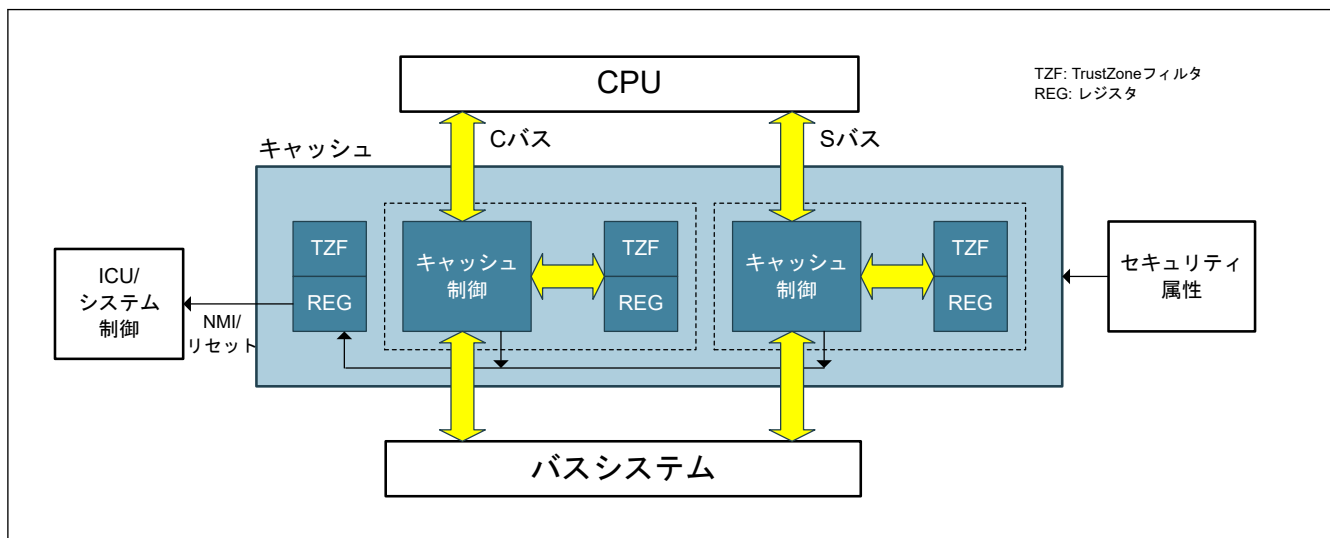 CPU
TZF: TrustZoneフィルタ
REG: レジスタ
Cバス
Sバス
キャッシュ
TZF
REG
キャッシュ
制御
TZF
REG
キャッシュ
制御
TZF
REG
ICU/
システム
制御
NMI/
リセット
セキュリティ
属性
バスシステム